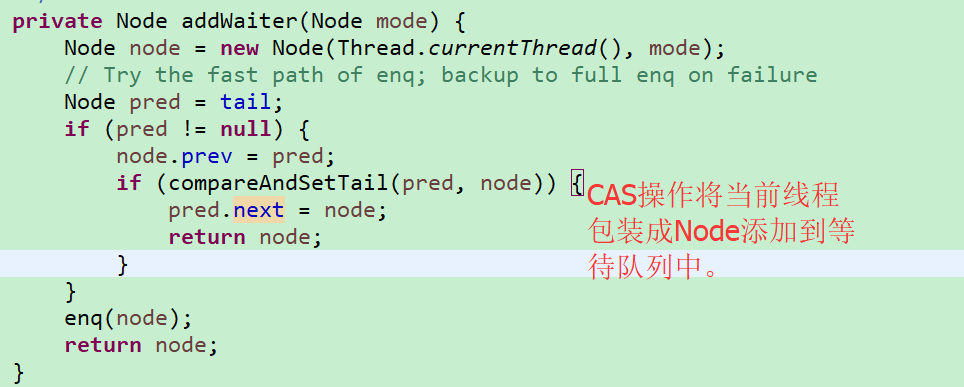 private Node addWaiter(Node mode) {
Node node = new Node(Thread.currentThread(), mode);
// Try the fast path of enq; backup to full enq on failure
Node pred = tail;
if (pred != null) {
node.prev = pred;
if (compareAndSetTail(pred, node)) {
pred.next = node;
return node;
}
}
enq(node);
return node;
}
CAS操作将当前线程
包装成Node添加到等
待队列中。